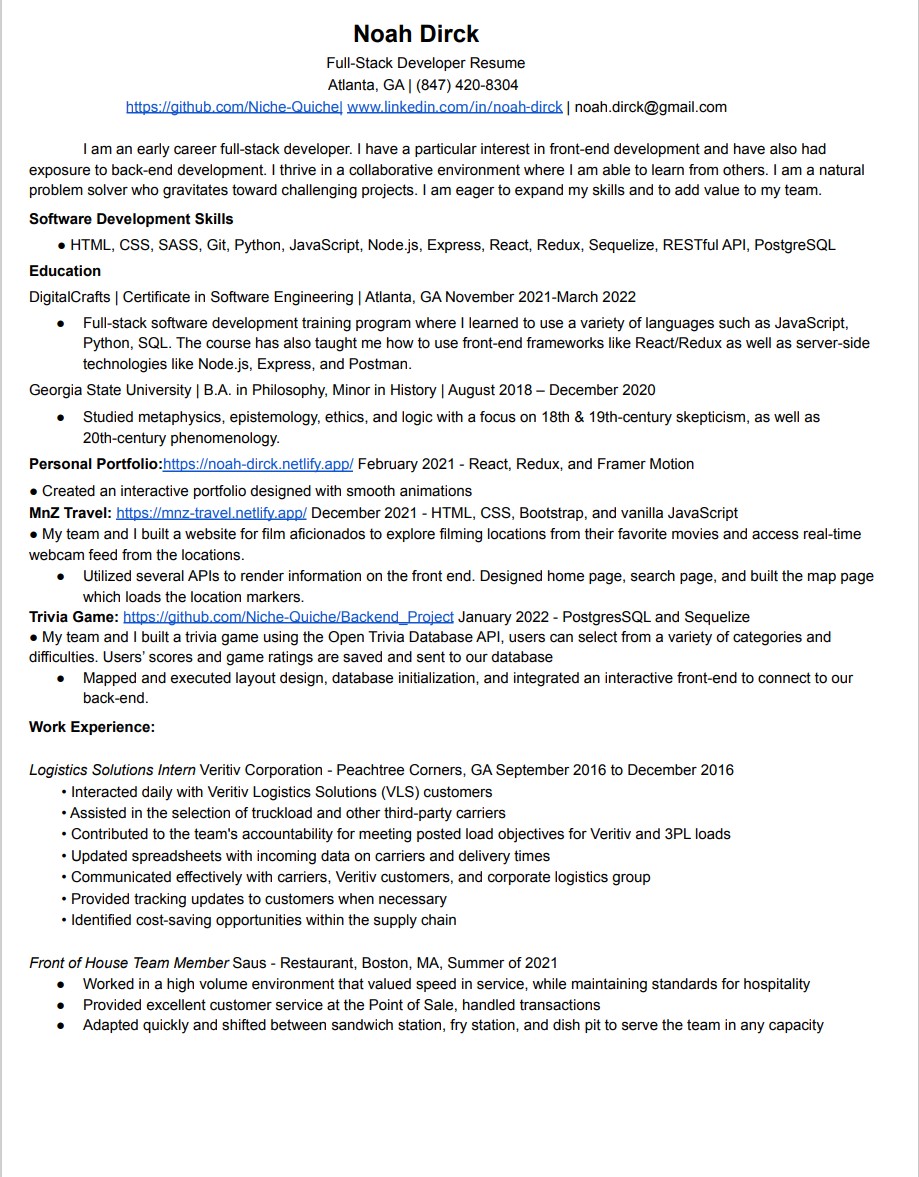 Noah Dirck
Full-Stack Developer Resume
Atlanta, GA | (847) 420-8304
https://github.com/Niche-Quiche| www.linkedin.com/in/noah-dirck | noah.dirck@gmail.com
I am an early career full-stack developer. I have a particular interest in front-end development and have also had
exposure to back-end development. I thrive in a collaborative environment where I am able to learn from others. I am a natural
problem solver who gravitates toward challenging projects. I am eager to expand my skills and to add value to my team.
Software Development Skills
● HTML, CSS, SASS, Git, Python, JavaScript, Node.js, Express, React, Redux, Sequelize, RESTful API, PostgreSQL
Education
DigitalCrafts | Certificate in Software Engineering | Atlanta, GA November 2021-March 2022
● Full-stack software development training program where I learned to use a variety of languages such as JavaScript,
Python, SQL. The course has also taught me how to use front-end frameworks like React/Redux as well as server-side
technologies like Node.js, Express, and Postman.
Georgia State University | B.A. in Philosophy, Minor in History | August 2018 – December 2020
● Studied metaphysics, epistemology, ethics, and logic with a focus on 18th & 19th-century skepticism, as well as
20th-century phenomenology.
Personal Portfolio:https://noah-dirck.netlify.app/ February 2021 - React, Redux, and Framer Motion
● Created an interactive portfolio designed with smooth animations
MnZ Travel: https://mnz-travel.netlify.app/ December 2021 - HTML, CSS, Bootstrap, and vanilla JavaScript
● My team and I built a website for film aficionados to explore filming locations from their favorite movies and access real-time
webcam feed from the locations.
● Utilized several APIs to render information on the front end. Designed home page, search page, and built the map page
which loads the location markers.
Trivia Game: https://github.com/Niche-Quiche/Backend_Project January 2022 - PostgresSQL and Sequelize
● My team and I built a trivia game using the Open Trivia Database API, users can select from a variety of categories and
difficulties. Users' scores and game ratings are saved and sent to our database
● Mapped and executed layout design, database initialization, and integrated an interactive front-end to connect to our
back-end.
Work Experience:
Logistics Solutions Intern Veritiv Corporation - Peachtree Corners, GA September 2016 to December 2016
• Interacted daily with Veritiv Logistics Solutions (VLS) customers
• Assisted in the selection of truckload and other third-party carriers
• Contributed to the team's accountability for meeting posted load objectives for Veritiv and 3PL loads
• Updated spreadsheets with incoming data on carriers and delivery times
• Communicated effectively with carriers, Veritiv customers, and corporate logistics group
• Provided tracking updates to customers when necessary
• Identified cost-saving opportunities within the supply chain
Front of House Team Member Saus - Restaurant, Boston, MA, Summer of 2021
● Worked in a high volume environment that valued speed in service, while maintaining standards for hospitality
● Provided excellent customer service at the Point of Sale, handled transactions
● Adapted quickly and shifted between sandwich station, fry station, and dish pit to serve the team in any capacity